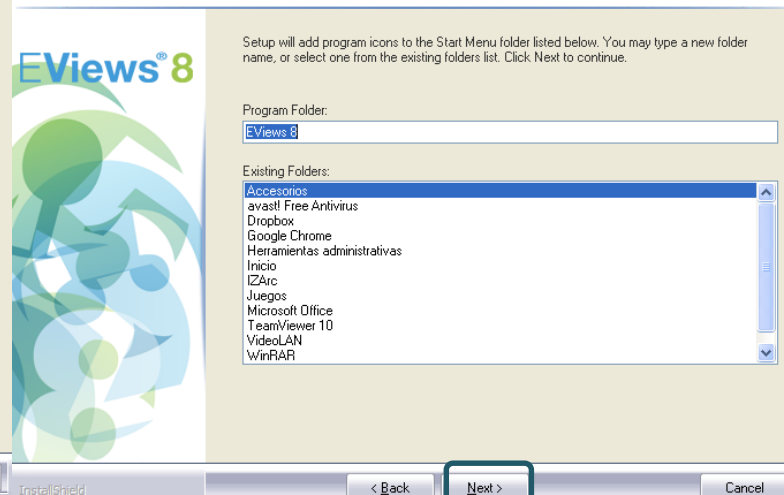 EViews®8
Setup will add program icons to the Start Menu folder listed below. You may type a new folder
name, or select one from the existing folders list. Click Next to continue.
Program Folder:
EViews 8
Existing Folders:
Accesorios
avast! Free Antivirus
Dropbox
Google Chrome
Herramientas administrativas
Inicio
IZArc
Juegos
Microsoft Office
TeamViewer 10
VideoLAN
WinRAR
InstallShield
< Back Next > Cancel